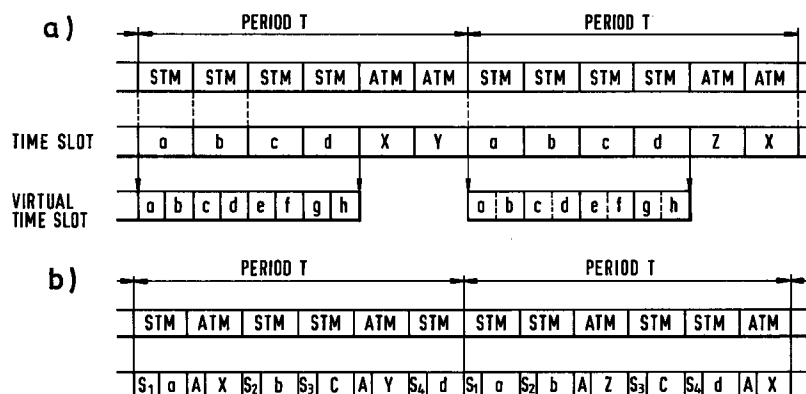 a)
PERIOD T PERIOD T
STM STM STM STM ATM ATM STM STM STM STM ATM ATM
TIME SLOT a b c d X Y a b c d Z X
VIRTUAL
TIME SLOT a b c d e f g h a b c d e f g h
b)
PERIOD T PERIOD T
STM ATM STM STM ATM STM STM STM ATM STM STM ATM
S1 a A X S2 b S3 C A Y S4 d S1 a S2 b A Z S3 C S4 d A X